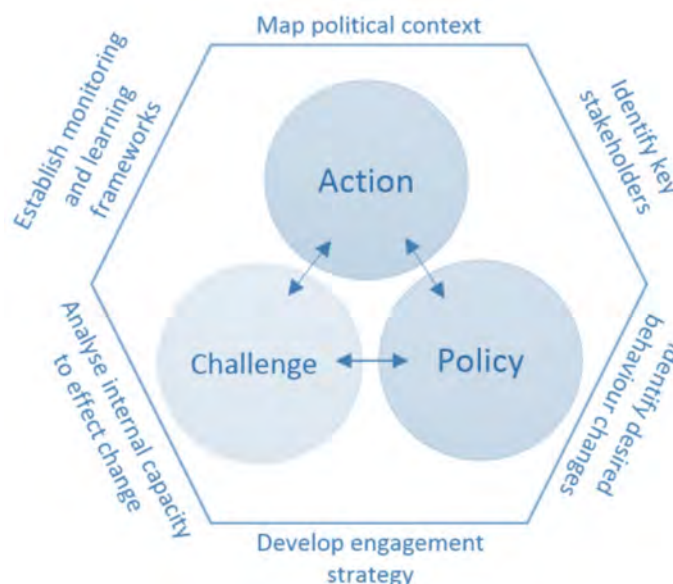 Map political context
Identify key
stakeholders
Identify desired
behaviour changes
Develop engagement
strategy
Analyse internal capacity
to effect change
Establish monitoring
and learning
frameworks
Action
Challenge
Policy